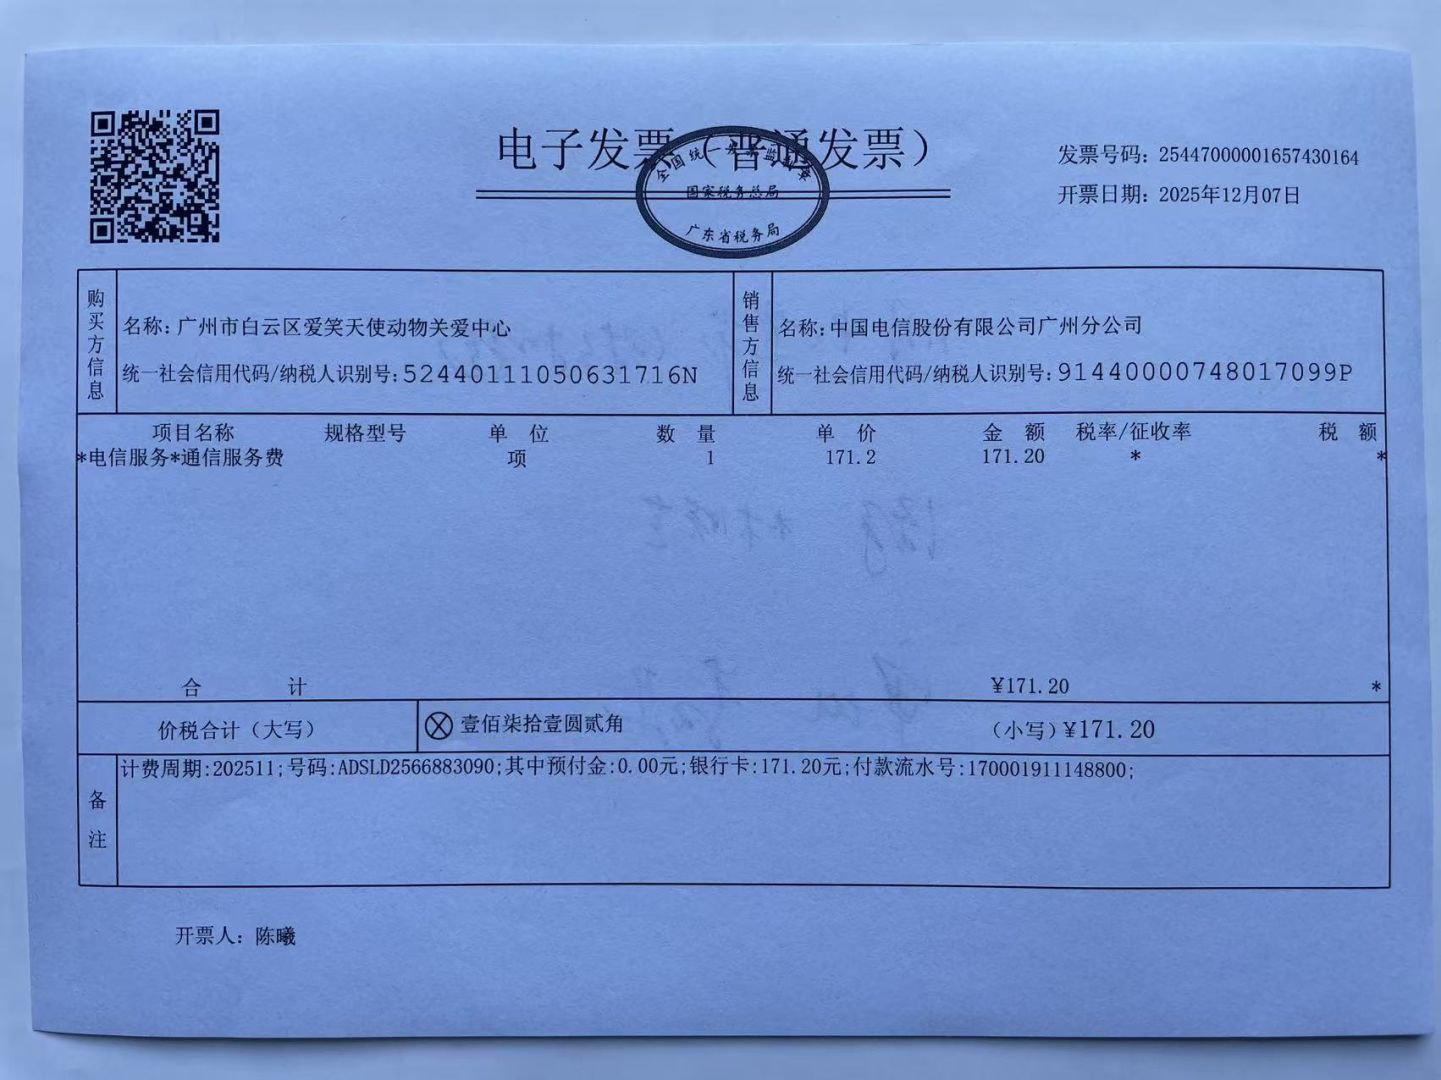 电子发票（普通发票）
全国统一发票监制章
国家税务总局
广东省税务局
发票号码：25447000001657430164
开票日期：2025年12月07日
购买方信息
名称：广州市白云区爱笑天使动物关爱中心
统一社会信用代码/纳税人识别号：52440111050631716N
销售方信息
名称：中国电信股份有限公司广州分公司
统一社会信用代码/纳税人识别号：91440000748017099P
项目名称 规格型号 单 位 数 量 单 价 金 额 税率/征收率 税 额
*电信服务*通信服务费 项 1 171.2 171.20 * *
合 计 ¥171.20 *
价税合计（大写） ⊗壹佰柒拾壹圆贰角 （小写）¥171.20
备注
计费周期:202511;号码:ADSLD2566883090;其中预付金:0.00元;银行卡:171.20元;付款流水号:170001911148800;
开票人：陈曦